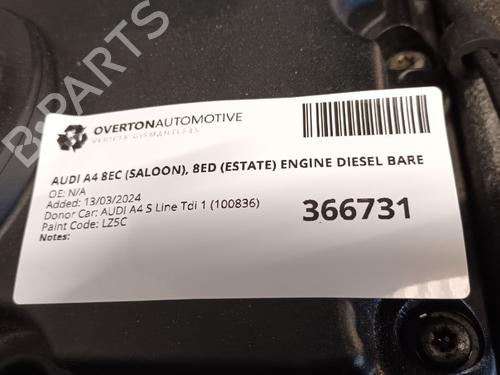 OVERTONAUTOMOTIVE
VEHICLE DISMANTLERS
AUDI A4 8EC (SALOON), 8ED (ESTATE) ENGINE DIESEL BARE
OE: N/A
Added: 13/03/2024
Donor Car: AUDI A4 S Line Tdi 1 (100836)
Paint Code: LZ5C
Notes:
366731
B-PARTS